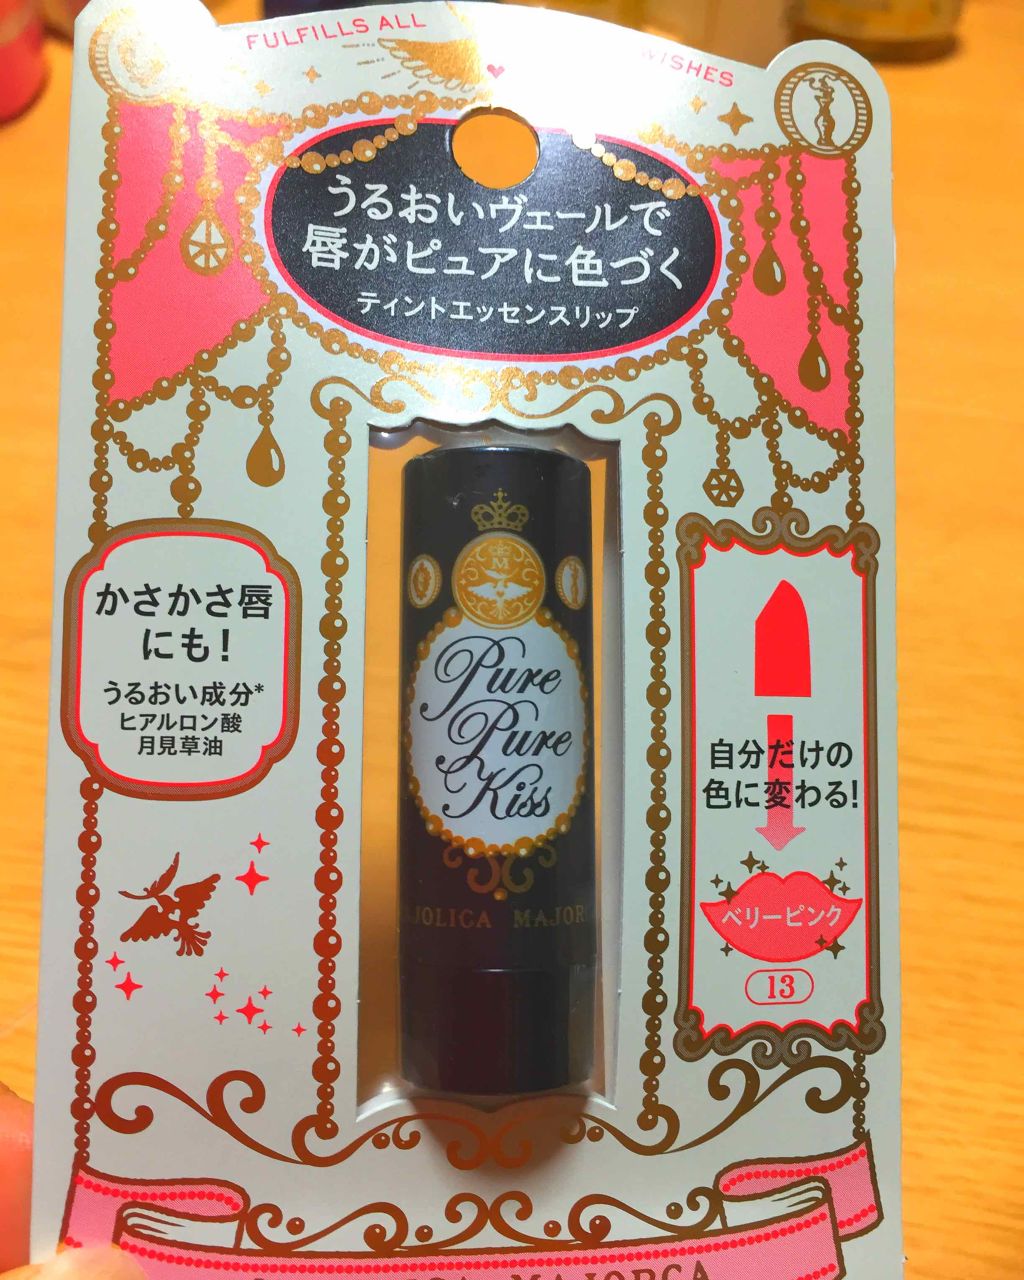 FULFILLS ALL WISHES
うるおいヴェールで
唇がピュアに色づく
ティントエッセンスリップ
かさかさ唇
にも!
うるおい成分*
ヒアルロン酸
月見草油
M
Pure
Pure
Kiss
JOLICA MAJOR
自分だけの
色に変わる!
ベリーピンク
13
MAJORCA